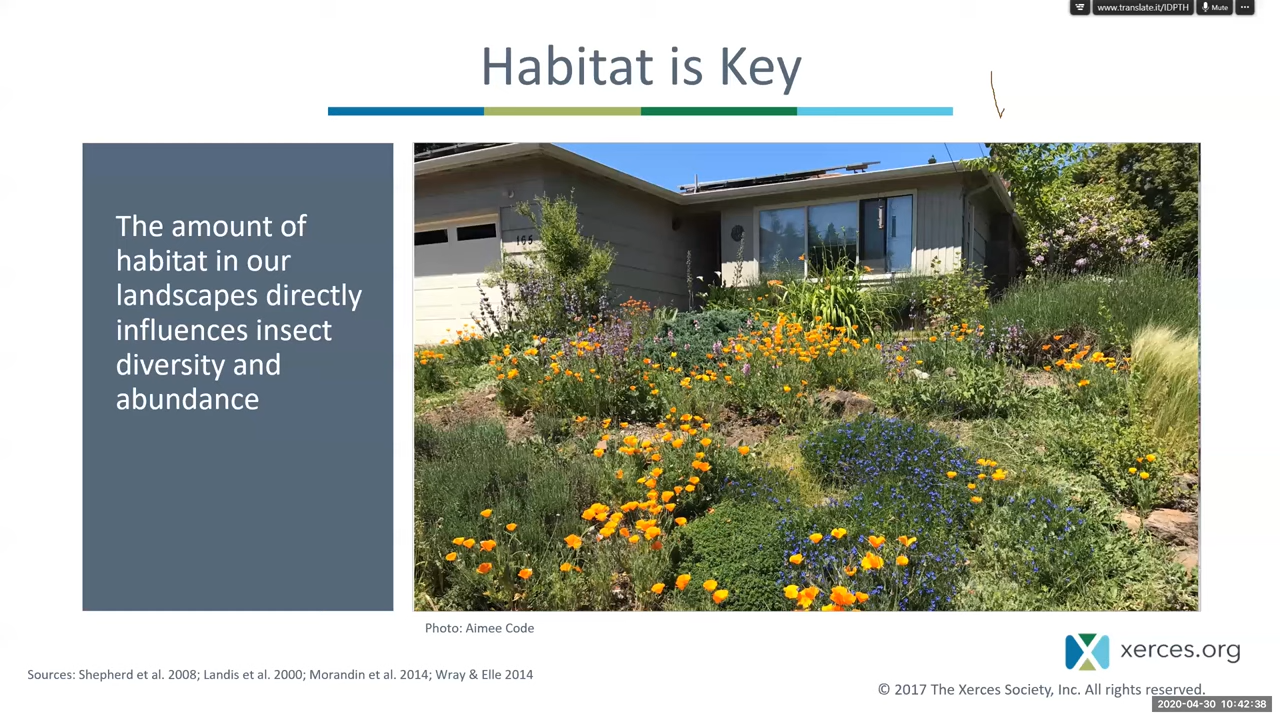 www.translate.it/IDPTH
Mute
Habitat is Key
The amount of
habitat in our
landscapes directly
influences insect
diversity and
abundance
165
Photo: Aimee Code
xerces.org
Sources: Shepherd et al. 2008; Landis et al. 2000; Morandin et al. 2014; Wray & Elle 2014
© 2017 The Xerces Society, Inc. All rights reserved.
2020-04-30 10:42:38